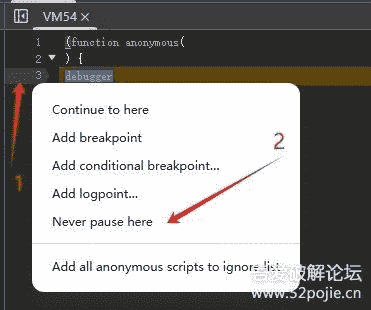 VM54
1 (function anonymous(
2 ) {
3 debugger
Continue to here
Add breakpoint
Add conditional breakpoint...
2
Add logpoint...
1
Never pause here
Add all anonymous scripts to ignore list
吾爱破解论坛
www.52pojie.cn